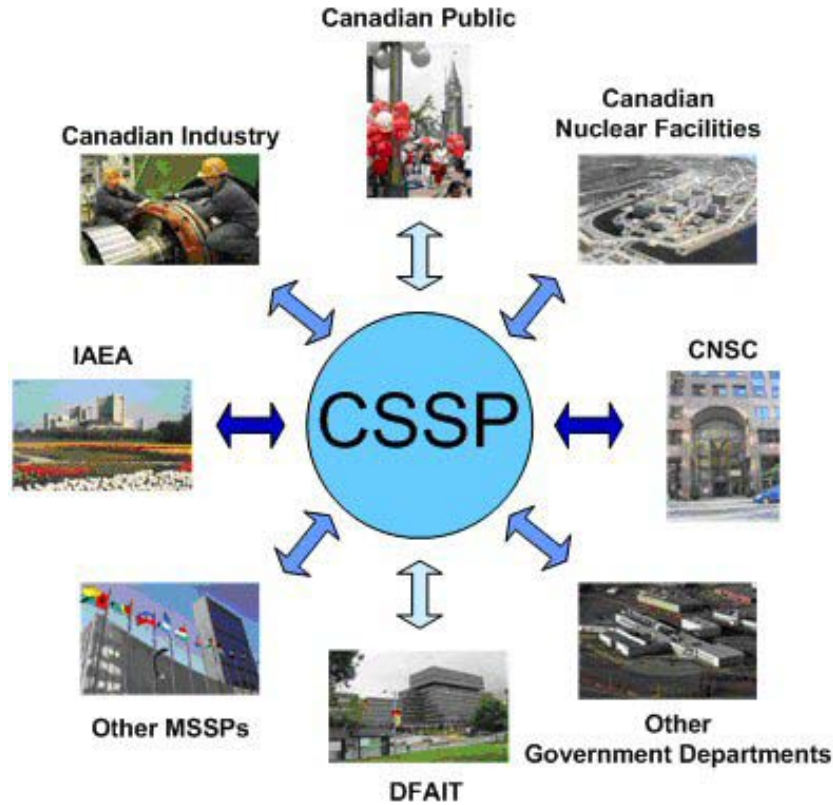 Canadian Public
Canadian
Nuclear Facilities
Canadian Industry
IAEA
CNSC
CSSP
Other MSSPs
Other
Government Departments
DFAIT